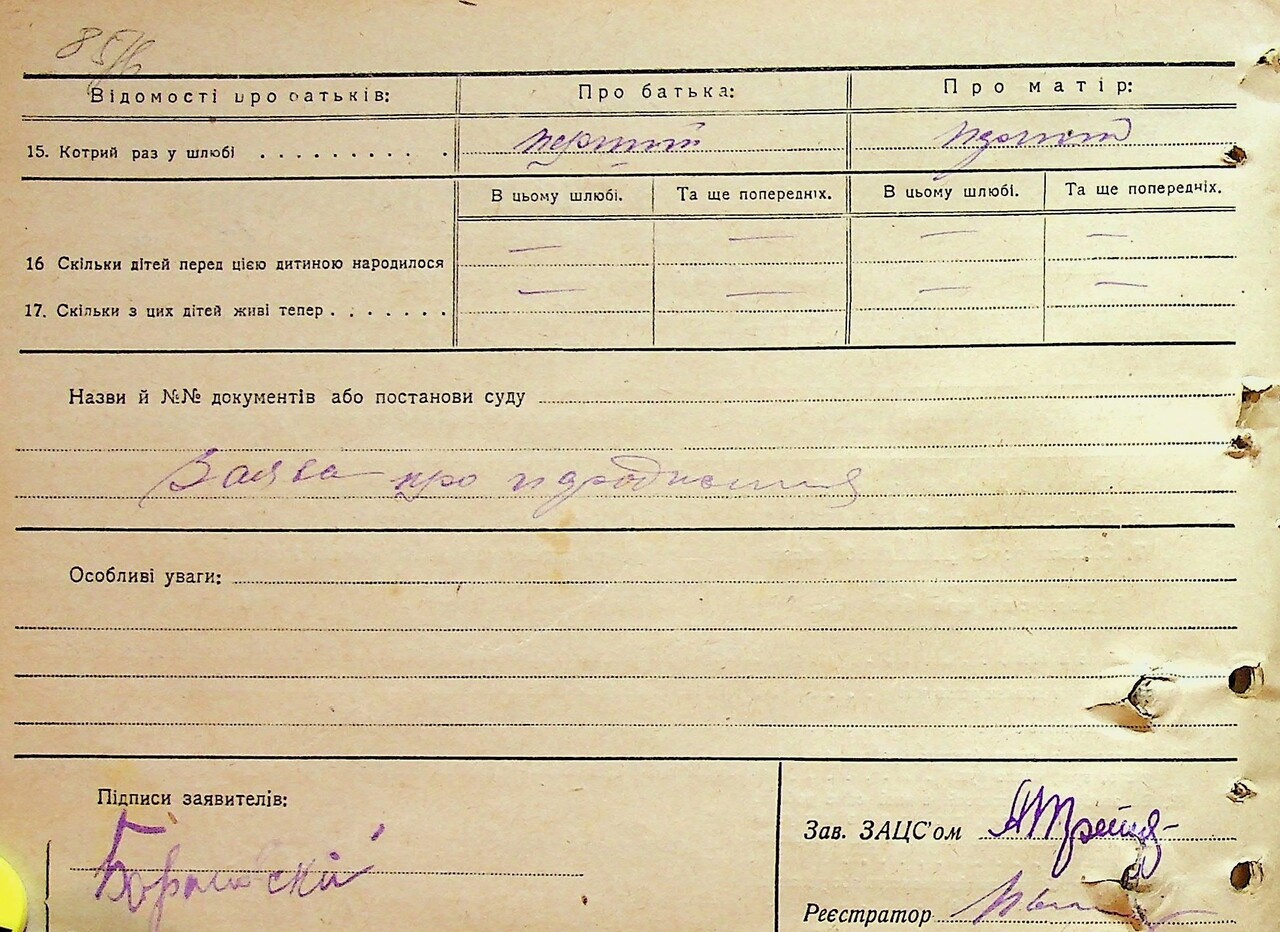 85/6
Відомості про батьків: Про батька: Про матір:
15. Котрий раз у шлюбі . . . . . . . . . . . перший перший
В цьому шлюбі. Та ще попередніх. В цьому шлюбі. Та ще попередніх.
16 Скільки дітей перед цією дитиною народилося — — — —
17. Скільки з цих дітей живі тепер . . . . . . . — — — —
Назви й №№ документів або постанови суду
Заява про
Особливі уваги:
Підписи заявителів:
Зав. ЗАЦС'ом
Реєстратор